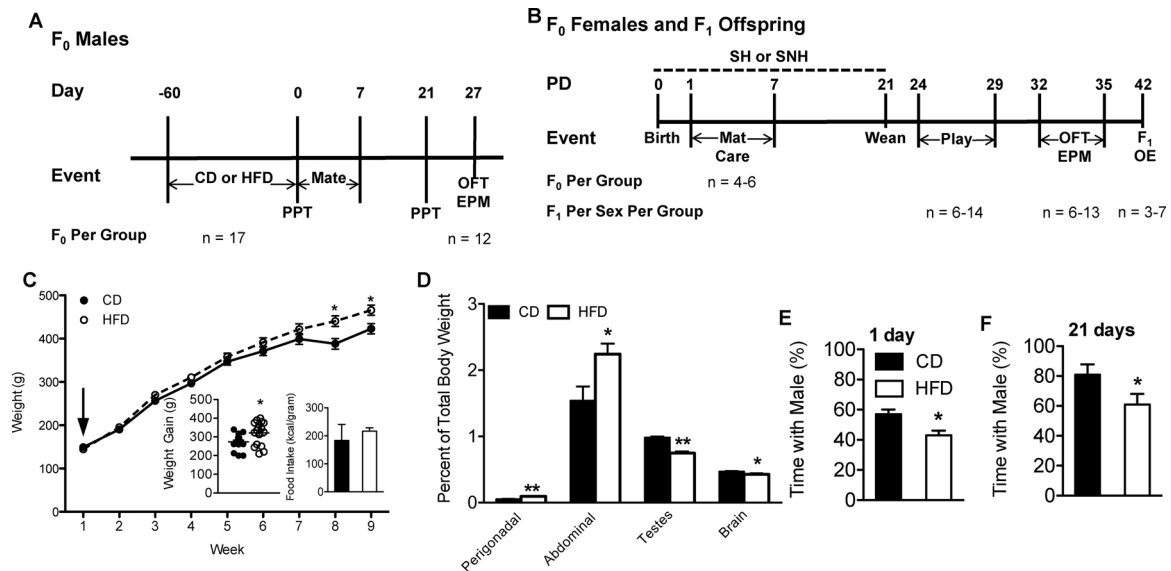 A
F0 Males
Day
-60 0 7 21 27
Event
CD or HFD Mate
PPT PPT OFT
EPM
F0 Per Group n = 17 n = 12
B
F0 Females and F1 Offspring
SH or SNH
PD 0 1 7 21 24 29 32 35 42
Event Birth Mat Wean Play OFT F1
Care EPM OE
F0 Per Group n = 4-6
F1 Per Sex Per Group n = 6-14 n = 6-13 n = 3-7
C
CD
HFD
Weight (g)
500
400
300
200
100
0
* *
1 2 3 4 5 6 7 8 9
Week
Weight Gain (g)
500
400
300
200
100
0
*
Food Intake (kcal/gram)
300
200
100
0
D
CD HFD
Percent of Total Body Weight
3
2
1
0
** * ** *
Perigonadal
Abdominal
Testes
Brain
E
1 day
CD
HFD
Time with Male (%)
100
80
60
40
20
0
*
F
21 days
Time with Male (%)
100
80
60
40
20
0
*